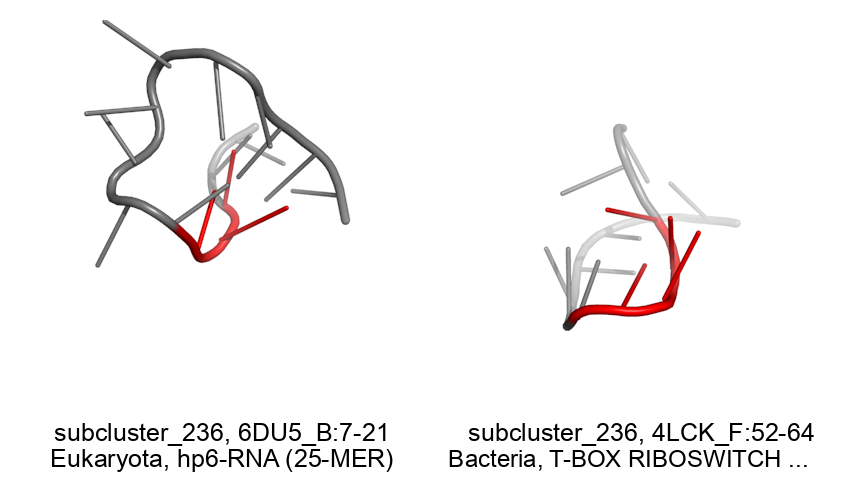 subcluster_236, 6DU5_B:7-21
Eukaryota, hp6-RNA (25-MER)
subcluster_236, 4LCK_F:52-64
Bacteria, T-BOX RIBOSWITCH ...